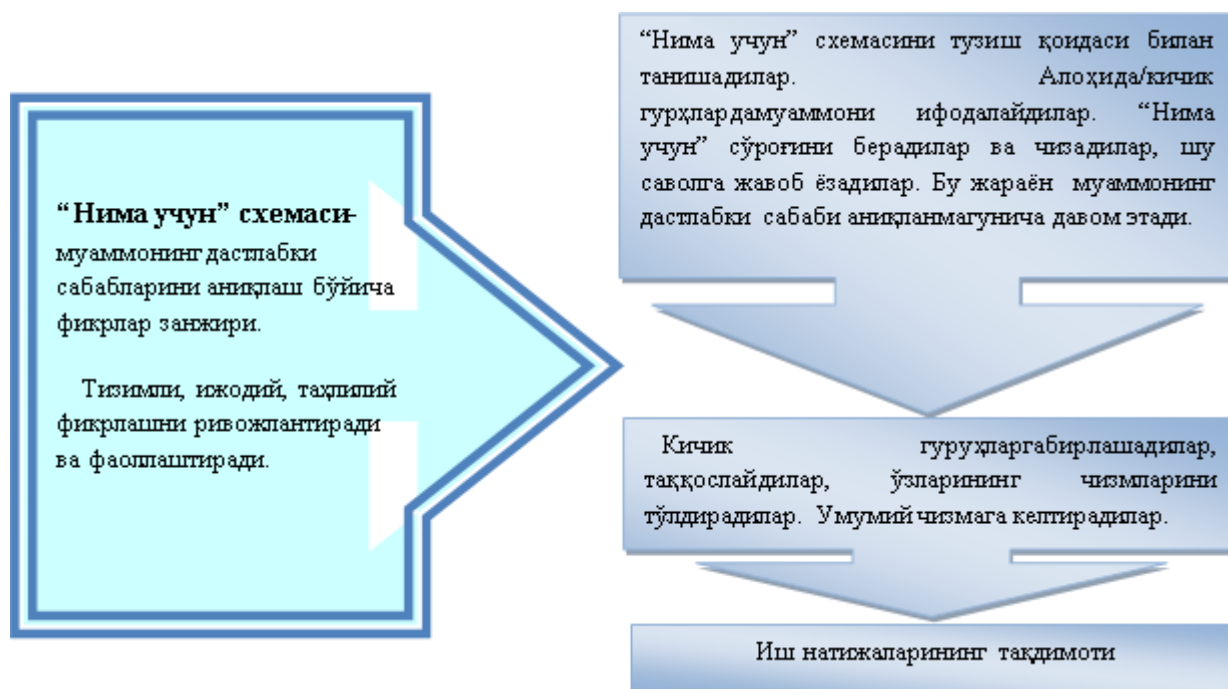 “Нима учун” схемаси-
муаммонинг дастлабки
сабабларини аниқлаш бўйича
фикрлар занжири.
Тизимли, ижодий, таҳлилий
фикрлашни ривожлантиради
ва фаоллаштиради.
“Нима учун” схемасини тузиш қоидаси билан
танишадилар. Алоҳида/кичик
гурҳлардамуаммони ифодалайдилар. “Нима
учун” сўроғини берадилар ва чизадилар, шу
саволга жавоб ёзадилар. Бу жараён муаммонинг
дастлабки сабаби аниқланмагунича давом этади.
Кичик гуруҳларгабирлашадилар,
таққослайдилар, ўзларининг чизмларини
тўлдирадилар. Умумий чизмага келтирадилар.
Иш натижаларининг тақдимоти